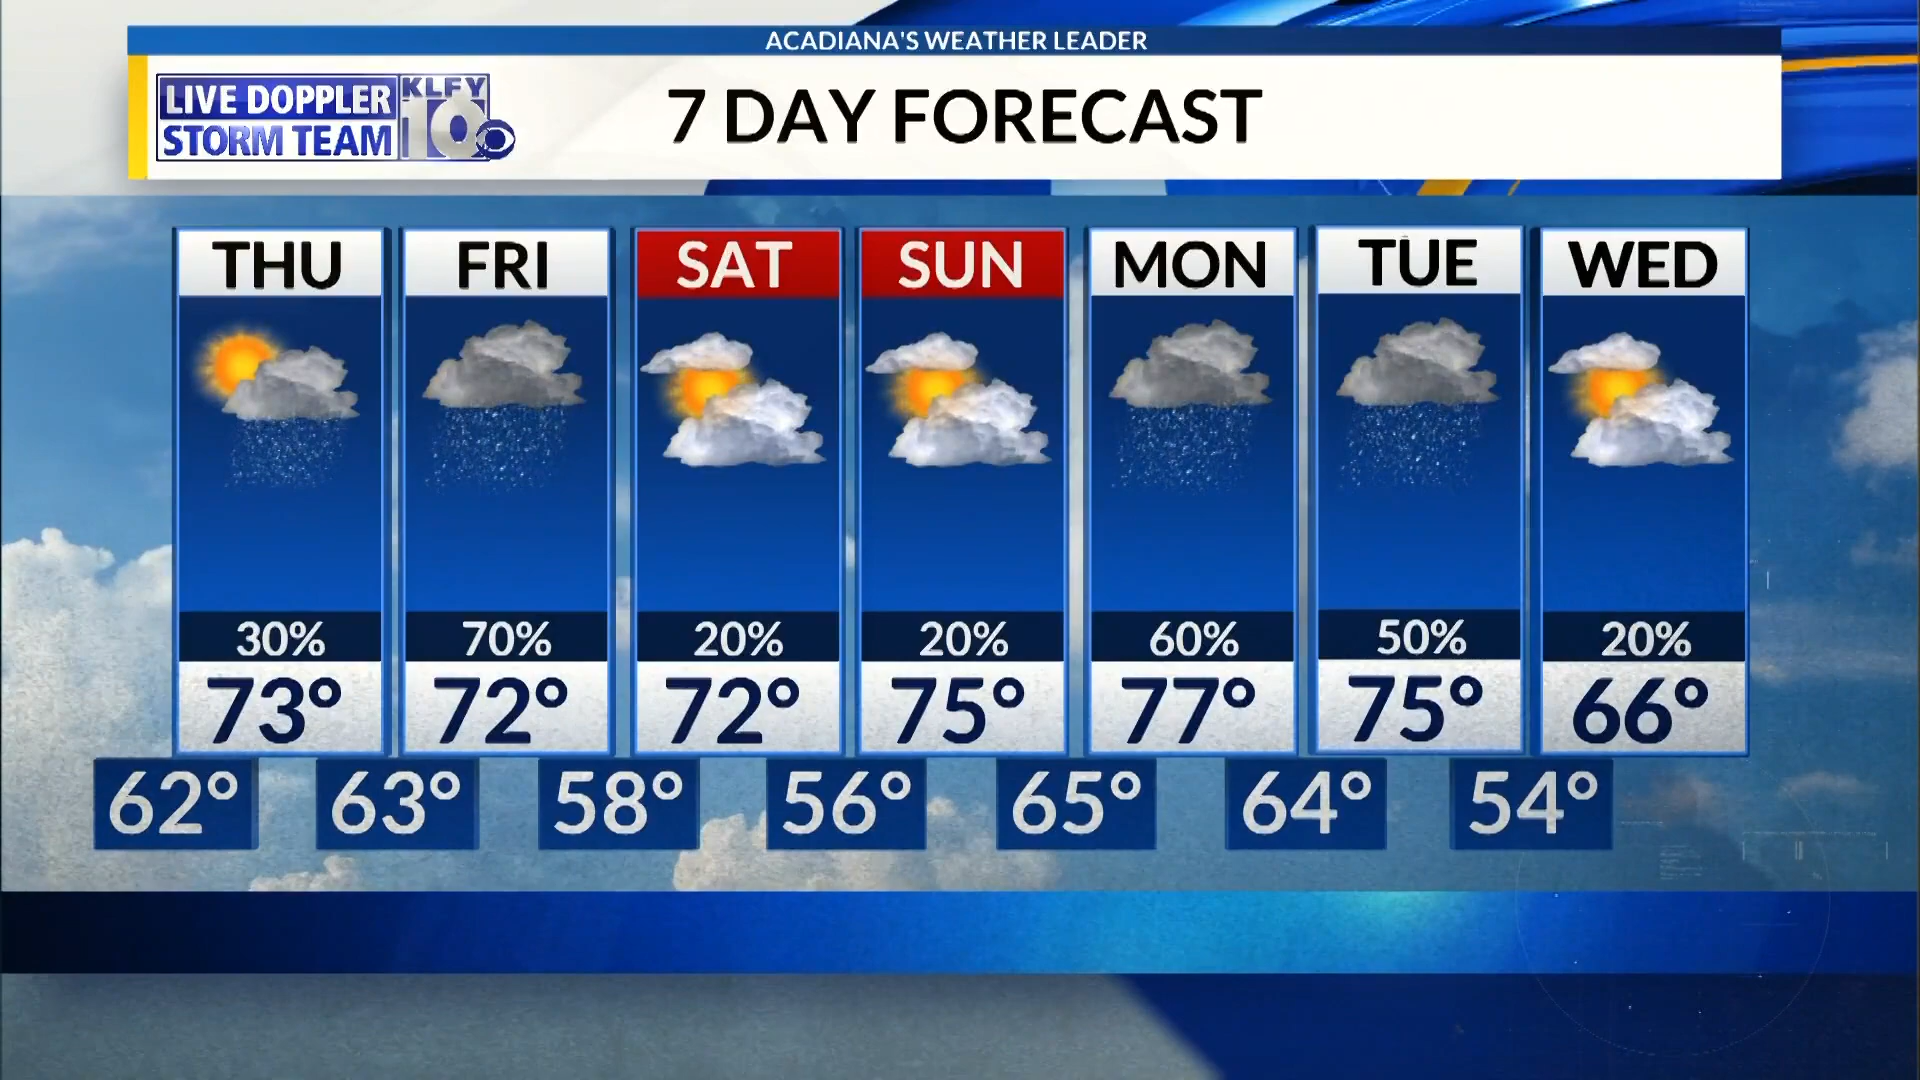 ACADIANA'S WEATHER LEADER
LIVE DOPPLER
STORM TEAM
KLFY
10
7 DAY FORECAST
THU FRI SAT SUN MON TUE WED
30% 70% 20% 20% 60% 50% 20%
73° 72° 72° 75° 77° 75° 66°
62° 63° 58° 56° 65° 64° 54°